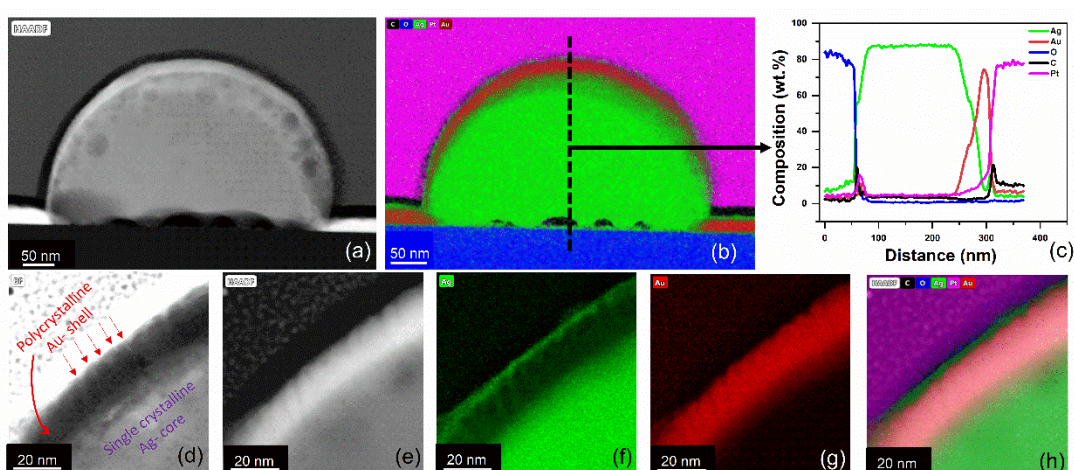 HAADF
50 nm
(a)
C O Ag Pt Au
50 nm
(b)
Composition (wt.%)
100
80
60
40
20
0
0 100 200 300 400
Distance (nm)
Ag
Au
O
C
Pt
(c)
BF
Polycrystalline
Au- shell
Single crystalline
Ag- core
20 nm
(d)
HAADF
20 nm
(e)
Ag
20 nm
(f)
Au
20 nm
(g)
HAADF C O Ag Pt Au
20 nm
(h)